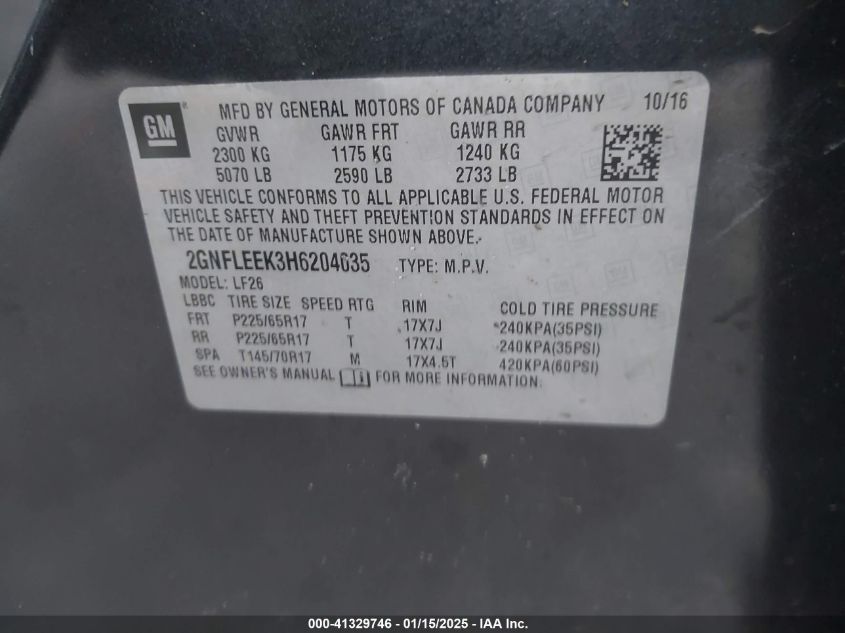 GM
MFD BY GENERAL MOTORS OF CANADA COMPANY 10/16
GVWR GAWR FRT GAWR RR
2300 KG 1175 KG 1240 KG
5070 LB 2590 LB 2733 LB
THIS VEHICLE CONFORMS TO ALL APPLICABLE U.S. FEDERAL MOTOR
VEHICLE SAFETY AND THEFT PREVENTION STANDARDS IN EFFECT ON
THE DATE OF MANUFACTURE SHOWN ABOVE.
2GNFLEEK3H6204635 TYPE: M.P.V.
MODEL: LF26
LBBC TIRE SIZE SPEED RTG RIM COLD TIRE PRESSURE
FRT P225/65R17 T 17X7J 240KPA(35PSI)
RR P225/65R17 T 17X7J 240KPA(35PSI)
SPA T145/70R17 M 17X4.5T 420KPA(60PSI)
SEE OWNER'S MANUAL FOR MORE INFORMATION.
000-41329746 - 01/15/2025 - IAA Inc.